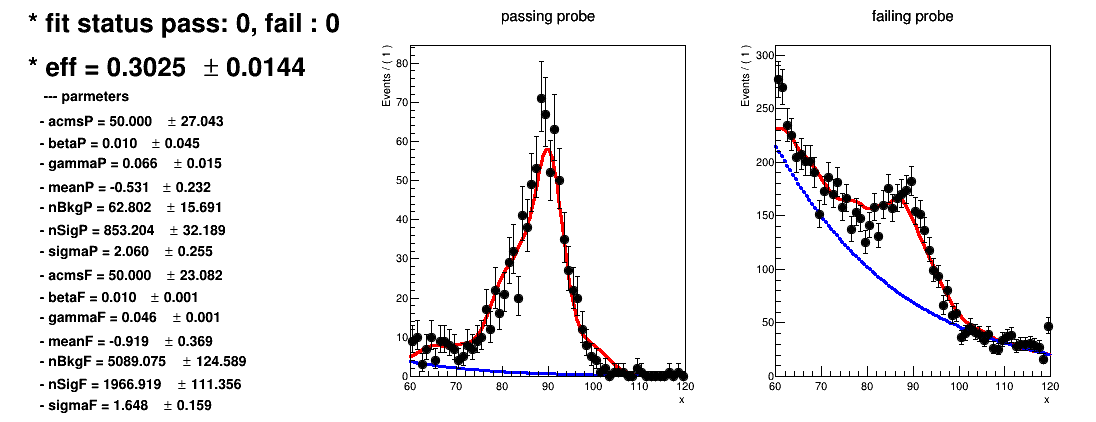 * fit status pass: 0, fail : 0
* eff = 0.3025 ± 0.0144
--- parmeters
- acmsP = 50.000 ± 27.043
- betaP = 0.010 ± 0.045
- gammaP = 0.066 ± 0.015
- meanP = -0.531 ± 0.232
- nBkgP = 62.802 ± 15.691
- nSigP = 853.204 ± 32.189
- sigmaP = 2.060 ± 0.255
- acmsF = 50.000 ± 23.082
- betaF = 0.010 ± 0.001
- gammaF = 0.046 ± 0.001
- meanF = -0.919 ± 0.369
- nBkgF = 5089.075 ± 124.589
- nSigF = 1966.919 ± 111.356
- sigmaF = 1.648 ± 0.159
passing probe
Events / ( 1 )
80
70
60
50
40
30
20
10
0
60 70 80 90 100 110 120
x
failing probe
Events / ( 1 )
300
250
200
150
100
50
0
60 70 80 90 100 110 120
x